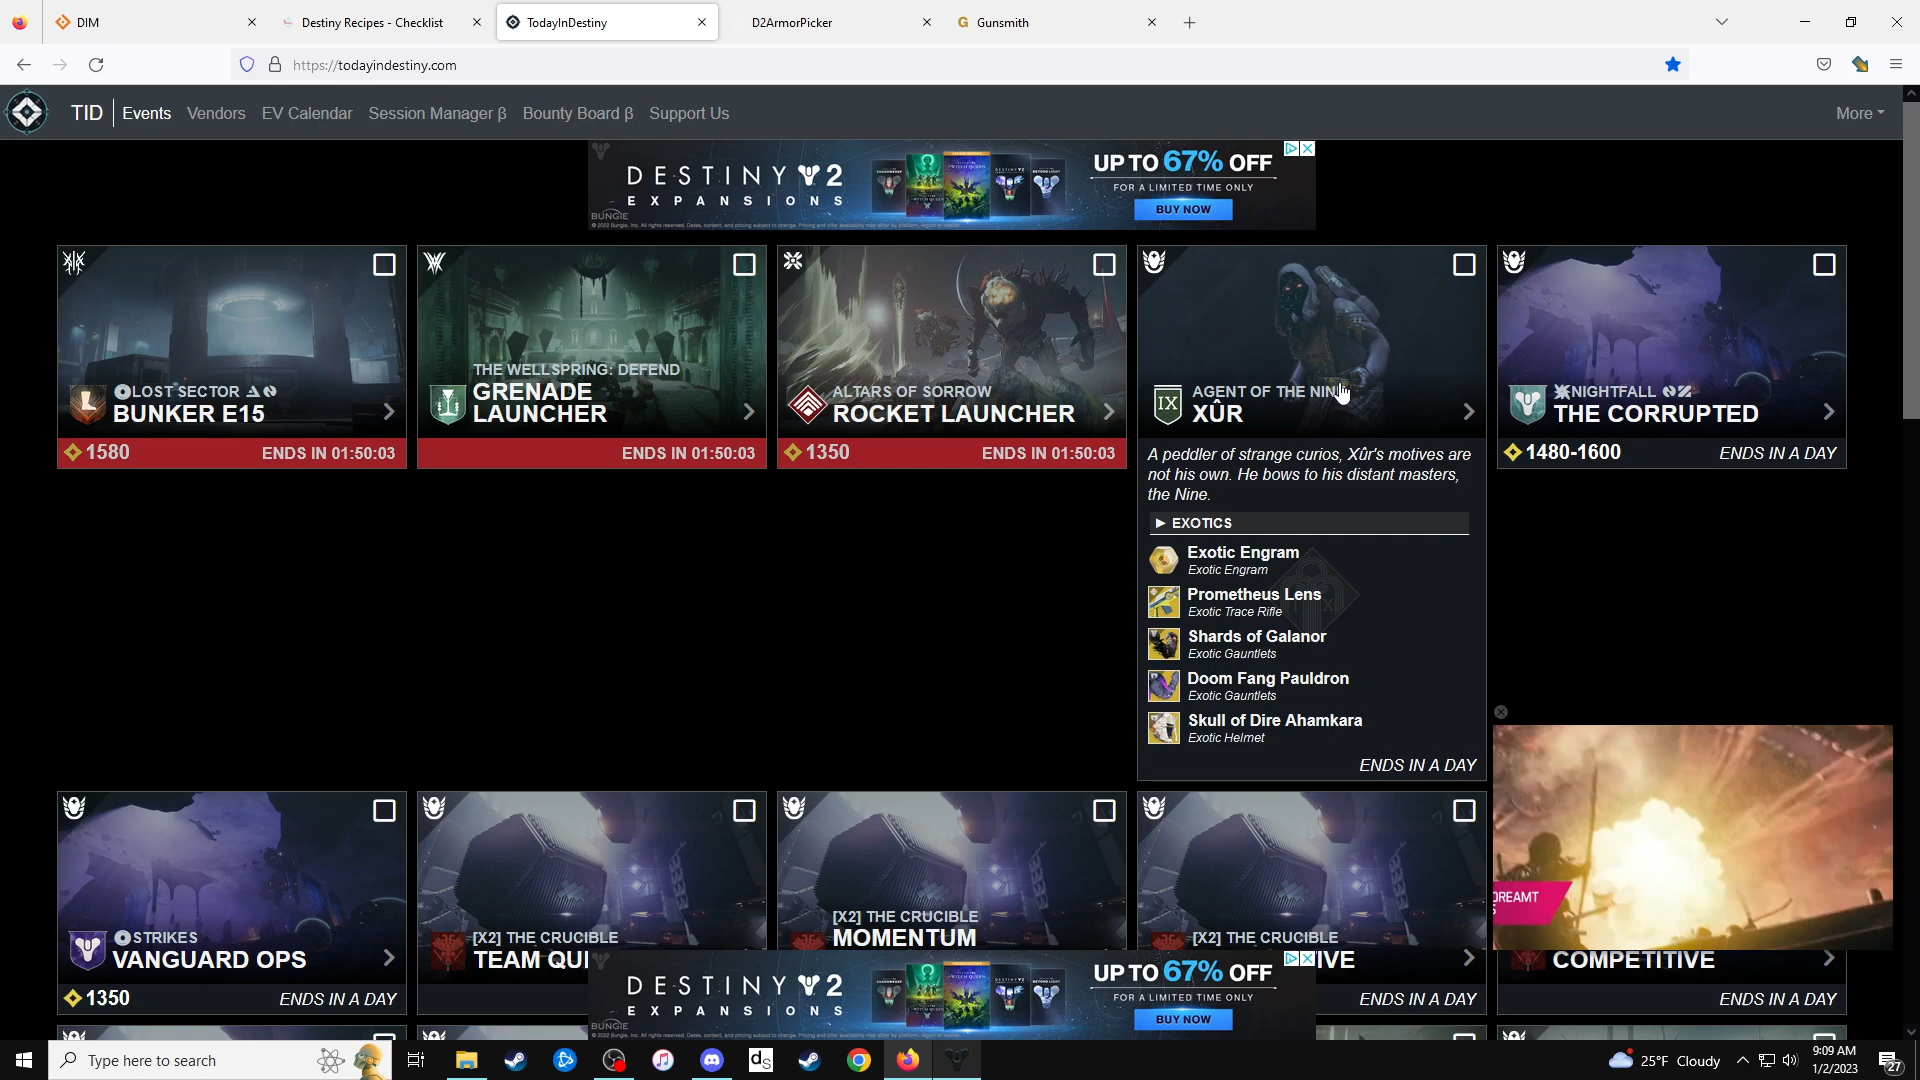 DIM
Destiny Recipes - Checklist
TodayInDestiny
D2ArmorPicker
G Gunsmith
https://todayindestiny.com
TID
Events
Vendors
EV Calendar
Session Manager β
Bounty Board β
Support Us
More
DESTINY 2
EXPANSIONS
BUNGIE
UP TO 67% OFF
FOR A LIMITED TIME ONLY
BUY NOW
LOST SECTOR
BUNKER E15
1580
ENDS IN 01:50:03
THE WELLSPRING: DEFEND
GRENADE
LAUNCHER
ENDS IN 01:50:03
ALTARS OF SORROW
ROCKET LAUNCHER
1350
ENDS IN 01:50:03
IX
AGENT OF THE NINE
XÛR
A peddler of strange curios, Xûr's motives are
not his own. He bows to his distant masters,
the Nine.
EXOTICS
Exotic Engram
Exotic Engram
Prometheus Lens
Exotic Trace Rifle
Shards of Galanor
Exotic Gauntlets
Doom Fang Pauldron
Exotic Gauntlets
Skull of Dire Ahamkara
Exotic Helmet
ENDS IN A DAY
NIGHTFALL
THE CORRUPTED
1480-1600
ENDS IN A DAY
STRIKES
VANGUARD OPS
1350
ENDS IN A DAY
[X2] THE CRUCIBLE
TEAM QU
[X2] THE CRUCIBLE
MOMENTUM
[X2] THE CRUCIBLE
IVE
ENDS IN A DAY
DREAMT
S
COMPETITIVE
ENDS IN A DAY
DESTINY 2
EXPANSIONS
BUNGIE
UP TO 67% OFF
FOR A LIMITED TIME ONLY
BUY NOW
Type here to search
ds
25°F Cloudy
9:09 AM
1/2/2023
27